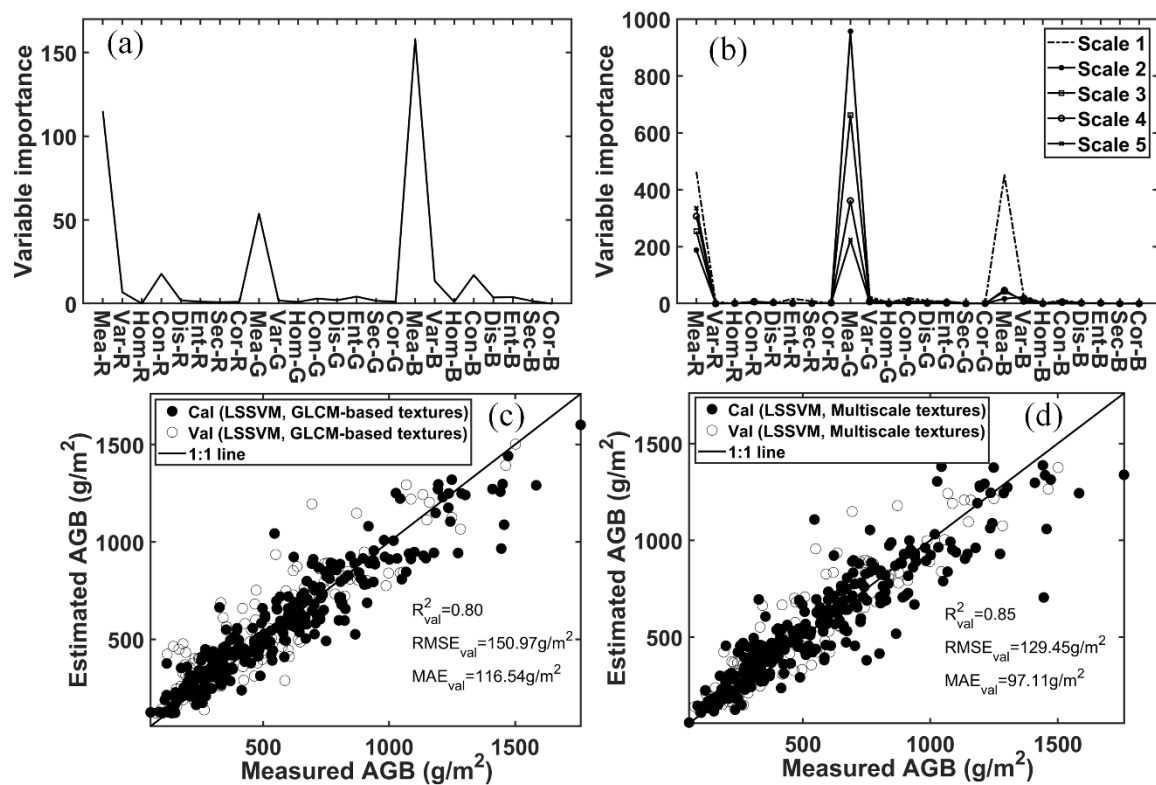 (a)
Variable importance
150
100
50
0
Mea-R
Var-R
Hom-R
Con-R
Dis-R
Ent-R
Sec-R
Cor-R
Mea-G
Var-G
Hom-G
Con-G
Dis-G
Ent-G
Sec-G
Cor-G
Mea-B
Var-B
Hom-B
Con-B
Dis-B
Ent-B
Sec-B
Cor-B
(b)
Variable importance
1000
800
600
400
200
0
Scale 1
Scale 2
Scale 3
Scale 4
Scale 5
Mea-R
Var-R
Hom-R
Con-R
Dis-R
Ent-R
Sec-R
Cor-R
Mea-G
Var-G
Hom-G
Con-G
Dis-G
Ent-G
Sec-G
Cor-G
Mea-B
Var-B
Hom-B
Con-B
Dis-B
Ent-B
Sec-B
Cor-B
Cal (LSSVM, GLCM-based textures)
Val (LSSVM, GLCM-based textures)
1:1 line
(c)
Estimated AGB (g/m²)
1500
1000
500
R²val=0.80
RMSEval=150.97g/m²
MAEval=116.54g/m²
500 1000 1500
Measured AGB (g/m²)
Cal (LSSVM, Multiscale textures)
Val (LSSVM, Multiscale textures)
1:1 line
(d)
Estimated AGB (g/m²)
1500
1000
500
R²val=0.85
RMSEval=129.45g/m²
MAEval=97.11g/m²
500 1000 1500
Measured AGB (g/m²)